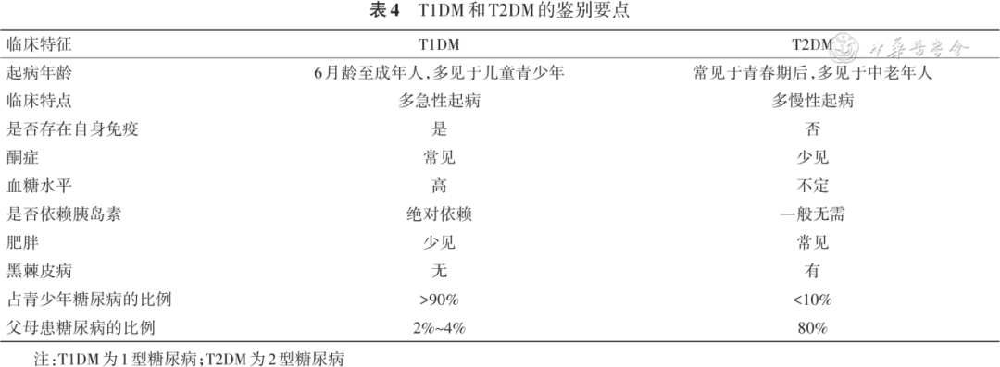 表4 T1DM和T2DM的鉴别要点
临床特征 T1DM T2DM
中华医学会
起病年龄 6月龄至成年人,多见于儿童青少年 常见于青春期后,多见于中老年人
临床特点 多急性起病 多慢性起病
是否存在自身免疫 是 否
酮症 常见 少见
血糖水平 高 不定
是否依赖胰岛素 绝对依赖 一般无需
肥胖 少见 常见
黑棘皮病 无 有
占青少年糖尿病的比例 >90% <10%
父母患糖尿病的比例 2%~4% 80%
注:T1DM为1型糖尿病;T2DM为2型糖尿病